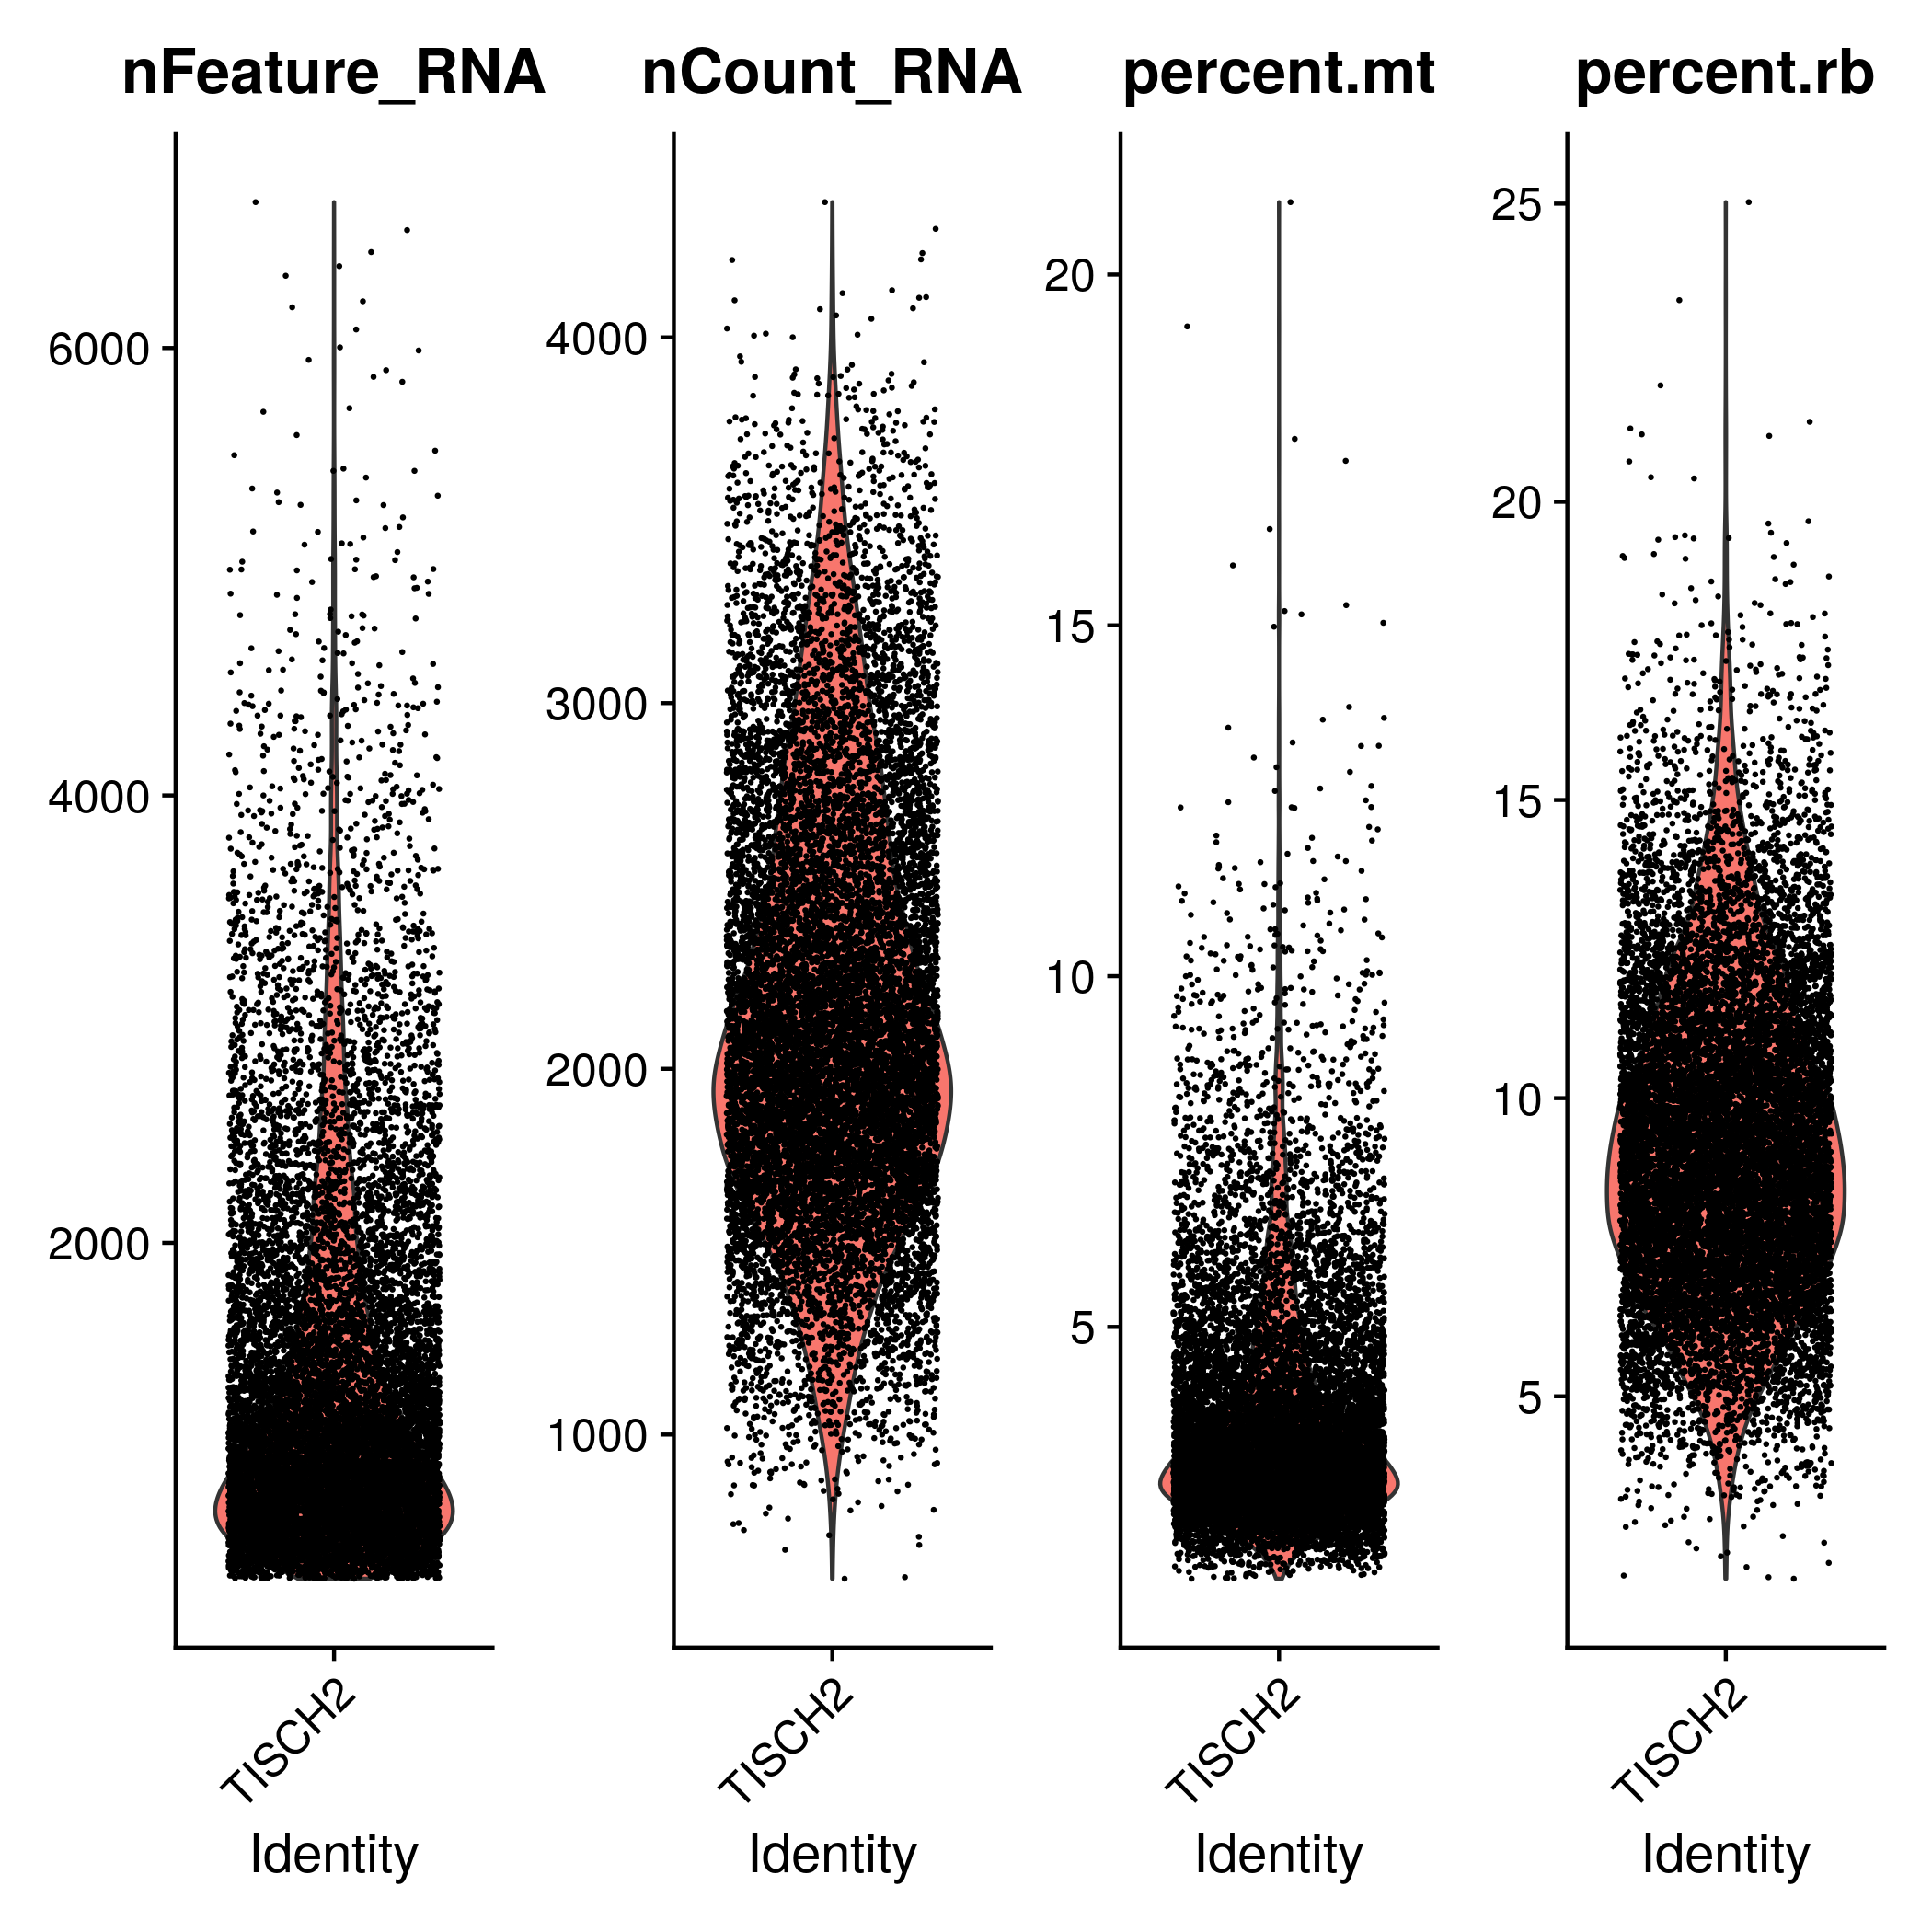 nFeature_RNA
6000
4000
2000
TISCH2
Identity
nCount_RNA
4000
3000
2000
1000
TISCH2
Identity
percent.mt
20
15
10
5
TISCH2
Identity
percent.rb
25
20
15
10
5
TISCH2
Identity